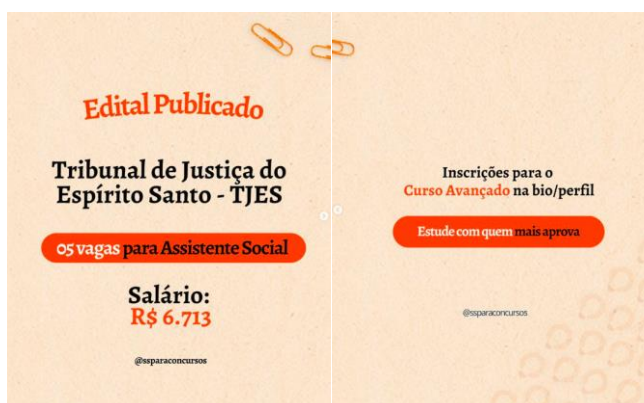 Edital Publicado
Tribunal de Justiça do
Espírito Santo - TJES
05 vagas para Assistente Social
Salário:
R$ 6.713
@ssparaconcursos
Inscrições para o
Curso Avançado na bio/perfil
Estude com quem mais aprova
@ssparaconcursos